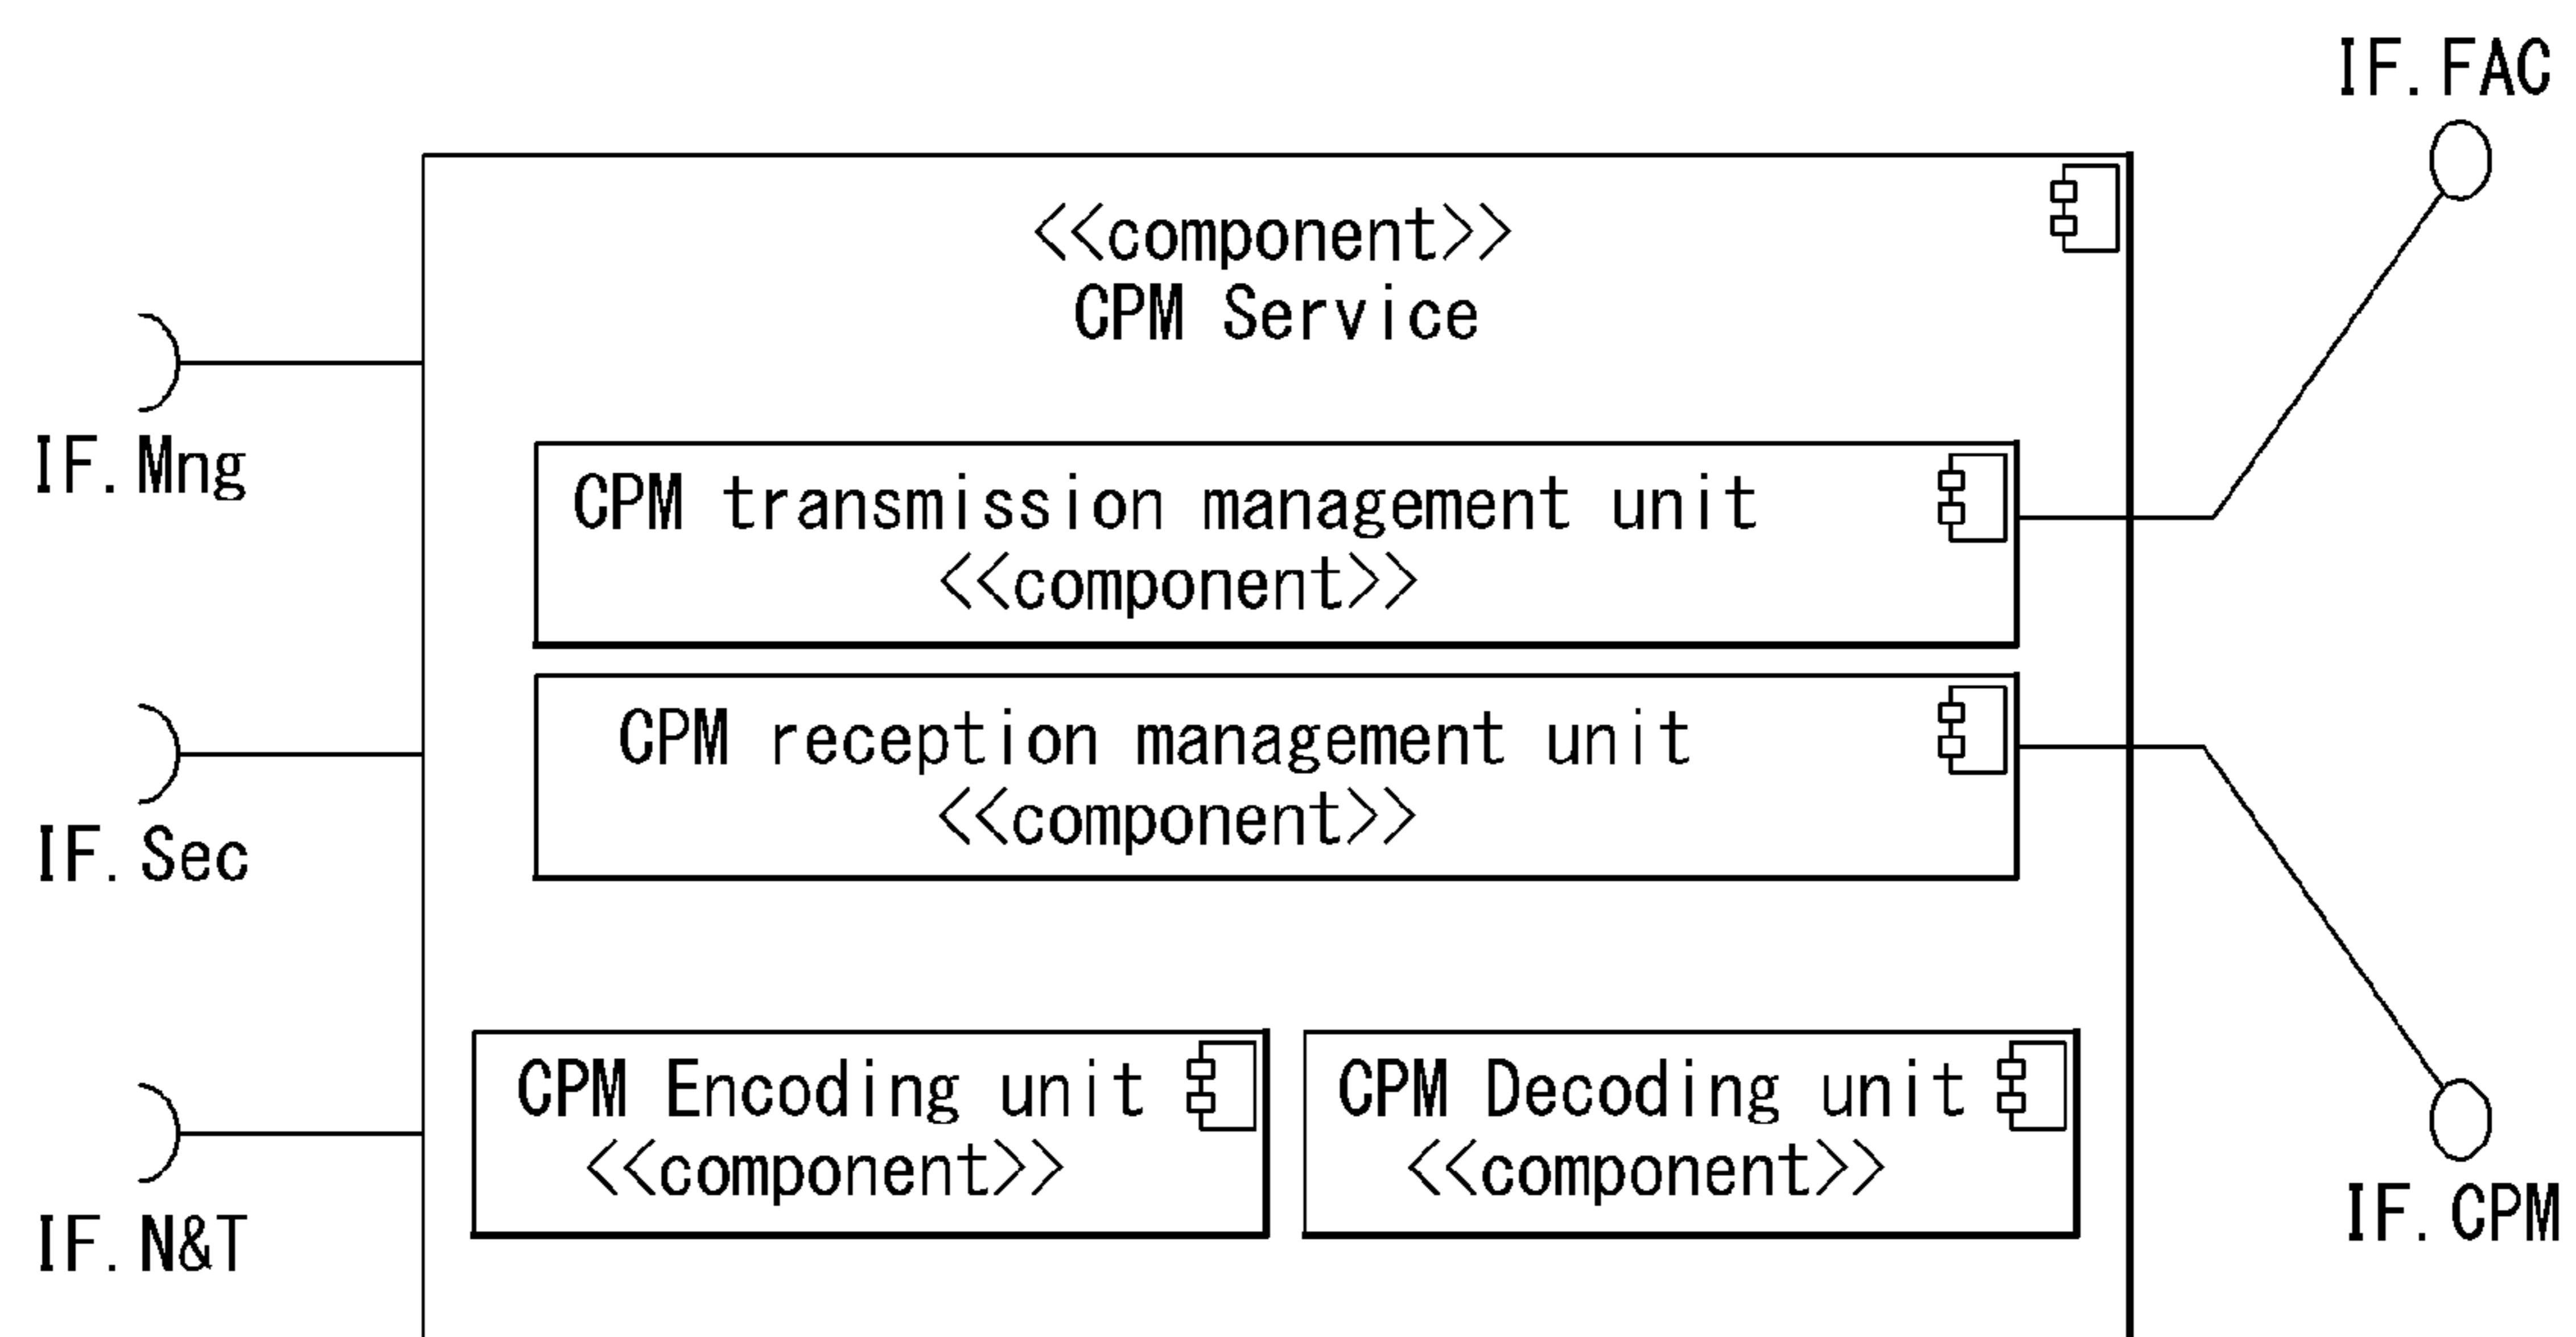 IF.FAC
<<component>>
CPM Service
IF.Mng
CPM transmission management unit
<<component>>
CPM reception management unit
<<component>>
IF.Sec
CPM Encoding unit
<<component>>
CPM Decoding unit
<<component>>
IF.N&T
IF.CPM